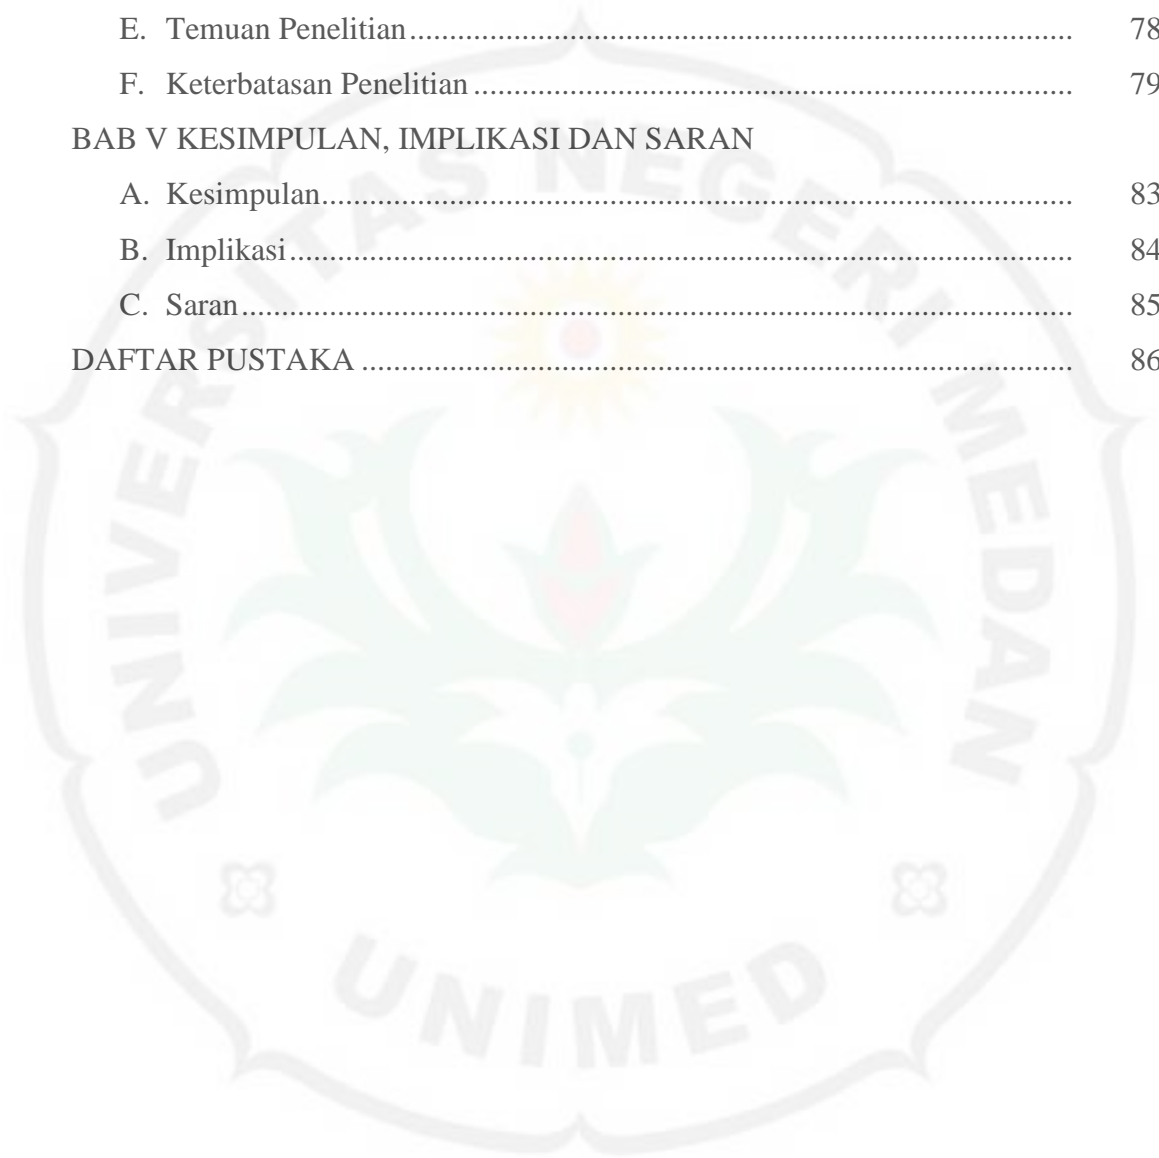 E. Temuan Penelitian........................................................................ 78
F. Keterbatasan Penelitian ................................................................ 79
BAB V KESIMPULAN, IMPLIKASI DAN SARAN
A. Kesimpulan.................................................................................. 83
B. Implikasi...................................................................................... 84
C. Saran............................................................................................ 85
DAFTAR PUSTAKA ............................................................................. 86
UNIVERSITAS NEGERI MEDAN
UNIMED